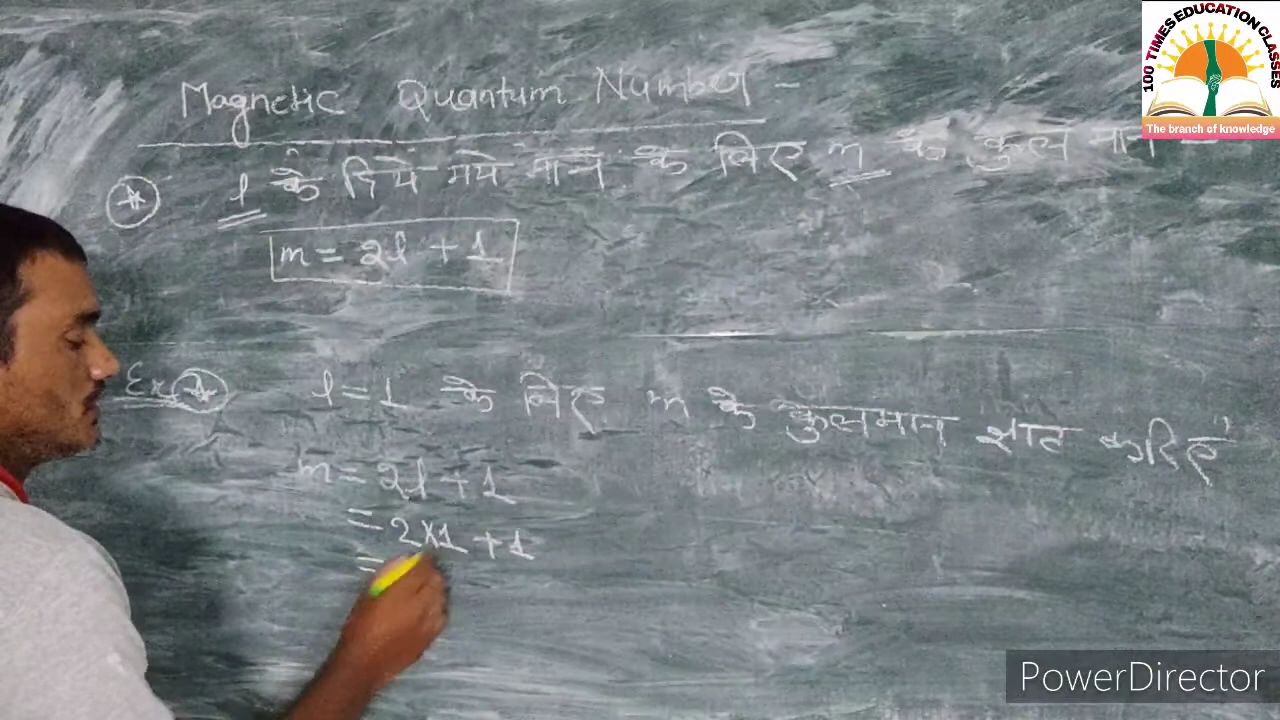 Magnetic Quantum Number -
l के दिये गये मान के लिए m के कुल मान -
m = 2l + 1
Ex
l = 1 के लिए m के कुलमान ज्ञात करिए
m = 2l + 1
= 2×1 + 1
=
100 TIMES EDUCATION CLASSES
The branch of knowledge
PowerDirector